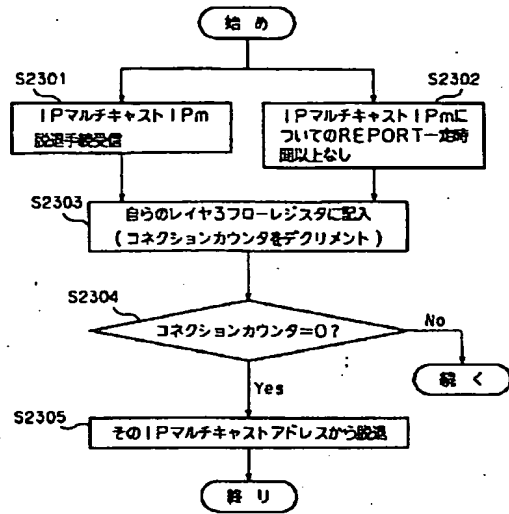 始 め
S2301
S2302
IPマルチキャストIPm
脱退手続受信
IPマルチキャストIPmに
ついてのREPORT一定時
間以上なし
S2303
自らのレイヤ3フローレジスタに記入
(コネクションカウンタをデクリメント)
S2304
コネクションカウンタ=0?
No
続 く
Yes
S2305
そのIPマルチキャストアドレスから脱退
終 り